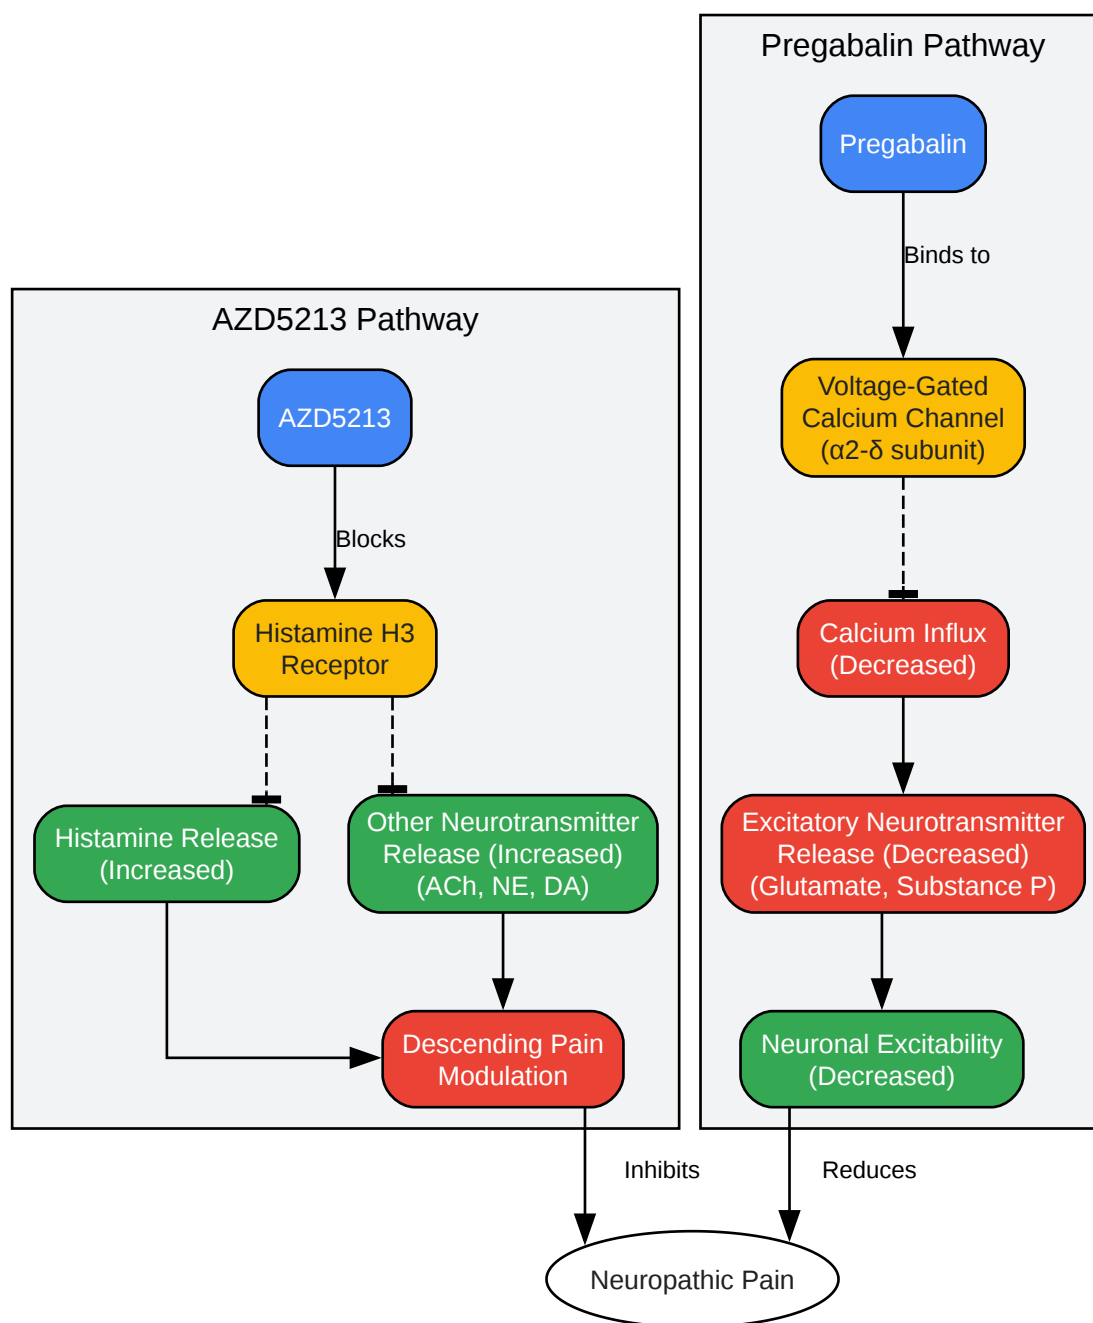 Pregabalin Pathway
Pregabalin
Binds to
Voltage-Gated
Calcium Channel
(α2-δ subunit)
Calcium Influx
(Decreased)
Excitatory Neurotransmitter
Release (Decreased)
(Glutamate, Substance P)
Neuronal Excitability
(Decreased)
AZD5213 Pathway
AZD5213
Blocks
Histamine H3
Receptor
Histamine Release
(Increased)
Other Neurotransmitter
Release (Increased)
(ACh, NE, DA)
Descending Pain
Modulation
Inhibits
Reduces
Neuropathic Pain